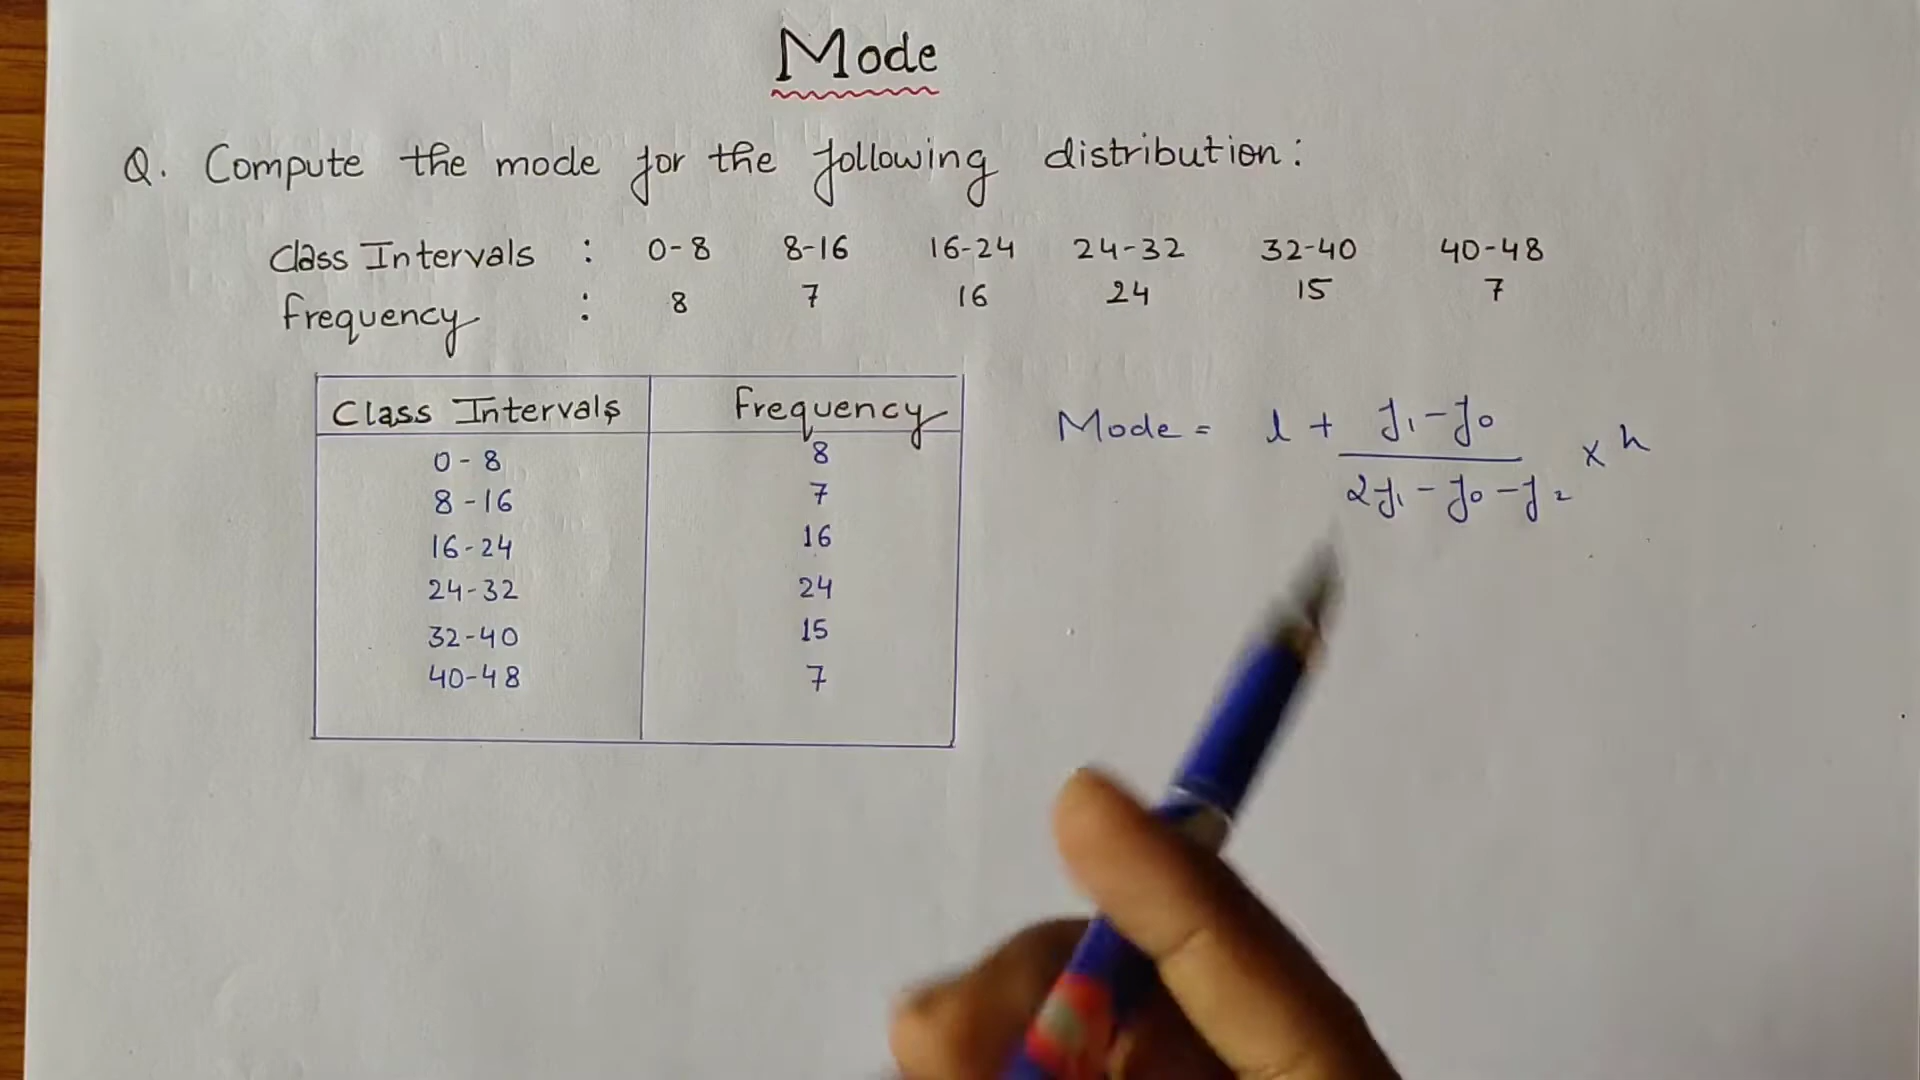 Mode
Q. Compute the mode for the following distribution:
Class Intervals : 0-8 8-16 16-24 24-32 32-40 40-48
frequency : 8 7 16 24 15 7
Class Intervals frequency
0-8 8
8-16 7
16-24 16
24-32 24
32-40 15
40-48 7
Mode = l + f₁-f₀
2f₁-f₀-f₂ × h